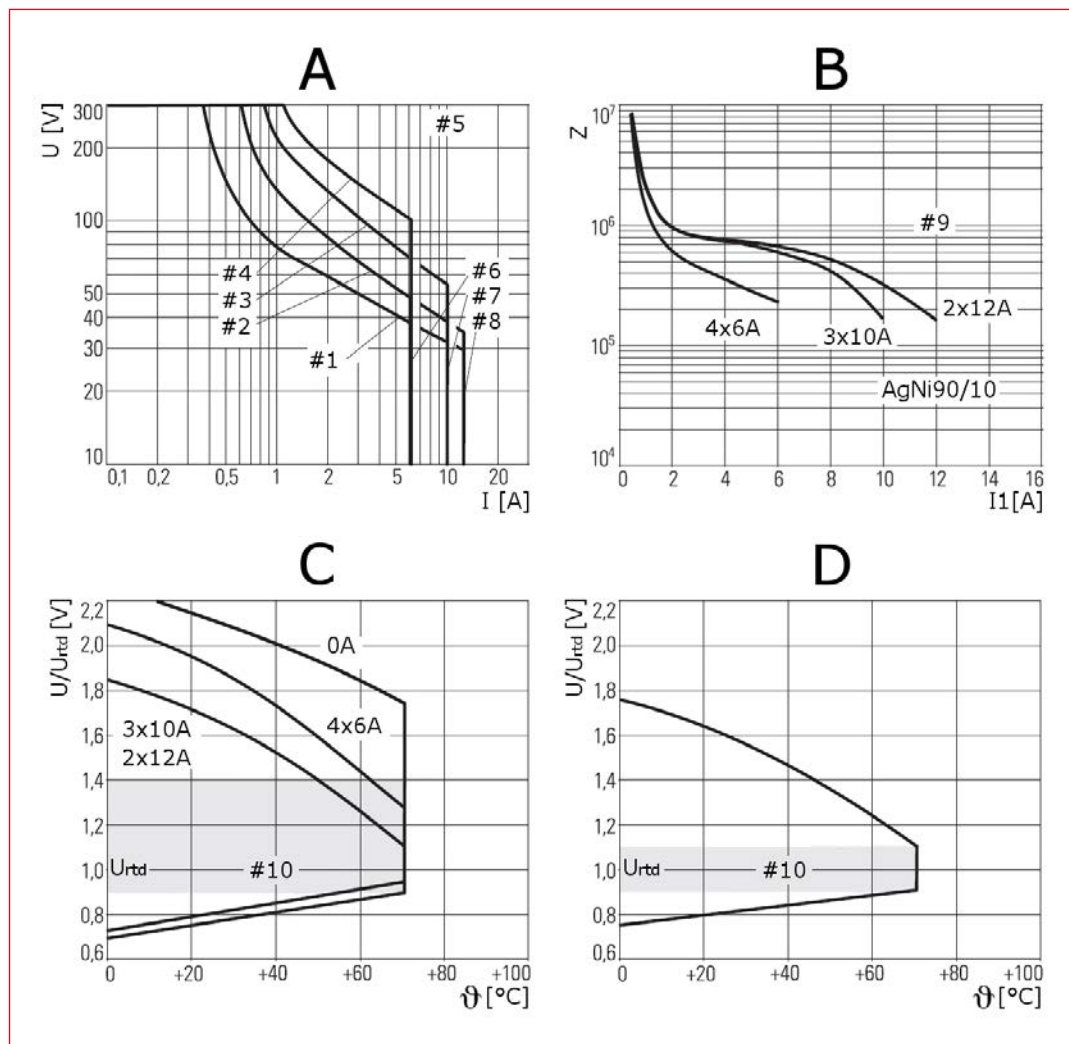 A
U [V]
300
200
100
50
40
30
20
10
#5
#4
#3
#2
#1
#6
#7
#8
0,1 0,2 0,5 1 2 5 10 20
I [A]
B
Z
10⁷
10⁶
10⁵
10⁴
#9
4x6A
3x10A
2x12A
AgNi90/10
0 2 4 6 8 10 12 14 16
I1[A]
C
U/Urtd [V]
2,2
2,0
1,8
1,6
1,4
1,2
1,0
0,8
0,6
0A
4x6A
3x10A
2x12A
Urtd #10
0 +20 +40 +60 +80 +100
ϑ [°C]
D
U/Urtd [V]
2,2
2,0
1,8
1,6
1,4
1,2
1,0
0,8
0,6
Urtd #10
0 +20 +40 +60 +80 +100
ϑ [°C]